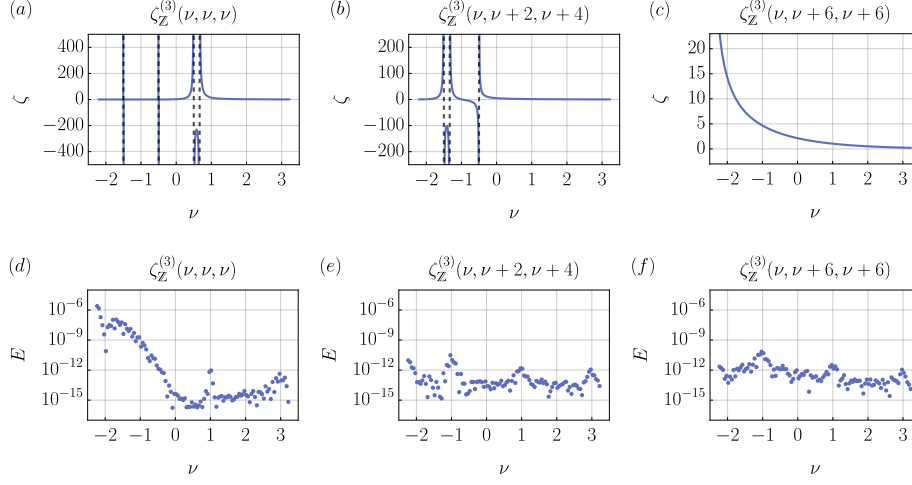 (a) ζ_ℤ^(3)(ν, ν, ν)
400
200
0
−200
−400
ζ
−2 −1 0 1 2 3
ν
(b) ζ_ℤ^(3)(ν, ν + 2, ν + 4)
200
100
0
−100
−200
ζ
−2 −1 0 1 2 3
ν
(c) ζ_ℤ^(3)(ν, ν + 6, ν + 6)
20
15
10
5
0
ζ
−2 −1 0 1 2 3
ν
(d) ζ_ℤ^(3)(ν, ν, ν)
10^−6
10^−9
10^−12
10^−15
E
−2 −1 0 1 2 3
ν
(e) ζ_ℤ^(3)(ν, ν + 2, ν + 4)
10^−6
10^−9
10^−12
10^−15
E
−2 −1 0 1 2 3
ν
(f) ζ_ℤ^(3)(ν, ν + 6, ν + 6)
10^−6
10^−9
10^−12
10^−15
E
−2 −1 0 1 2 3
ν